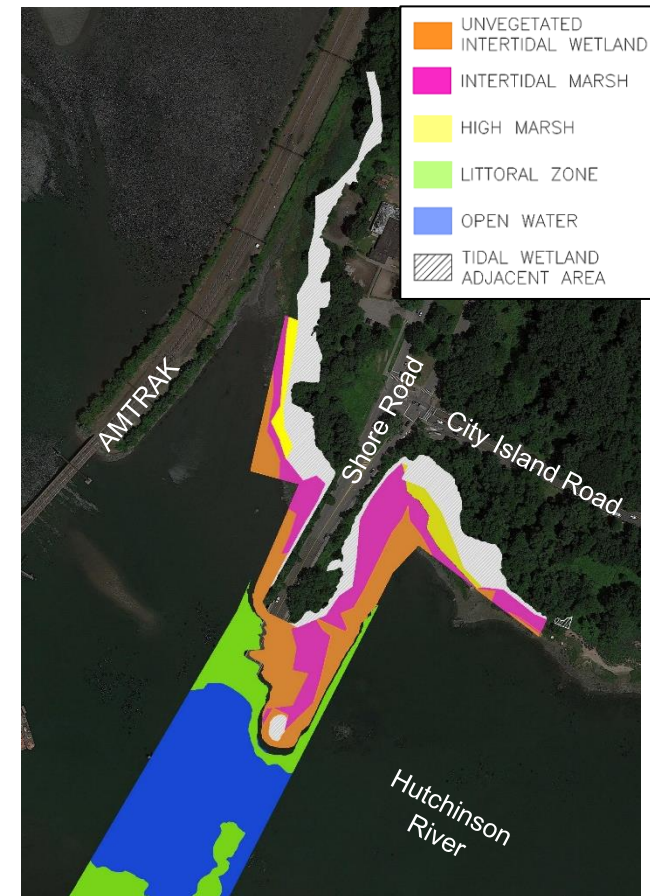 UNVEGETATED
INTERTIDAL WETLAND
INTERTIDAL MARSH
HIGH MARSH
LITTORAL ZONE
OPEN WATER
TIDAL WETLAND
ADJACENT AREA
AMTRAK
Shore Road
City Island Road
Hutchinson
River